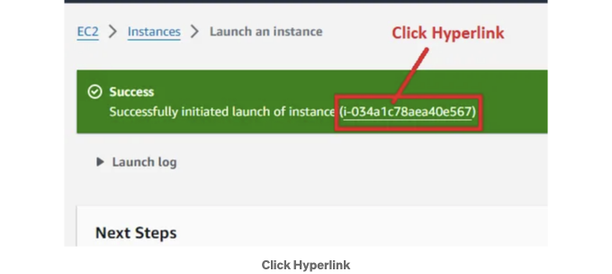 EC2 > Instances > Launch an instance
Click Hyperlink
Success
Successfully initiated launch of instance (i-034a1c78aea40e567)
Launch log
Next Steps
Click Hyperlink